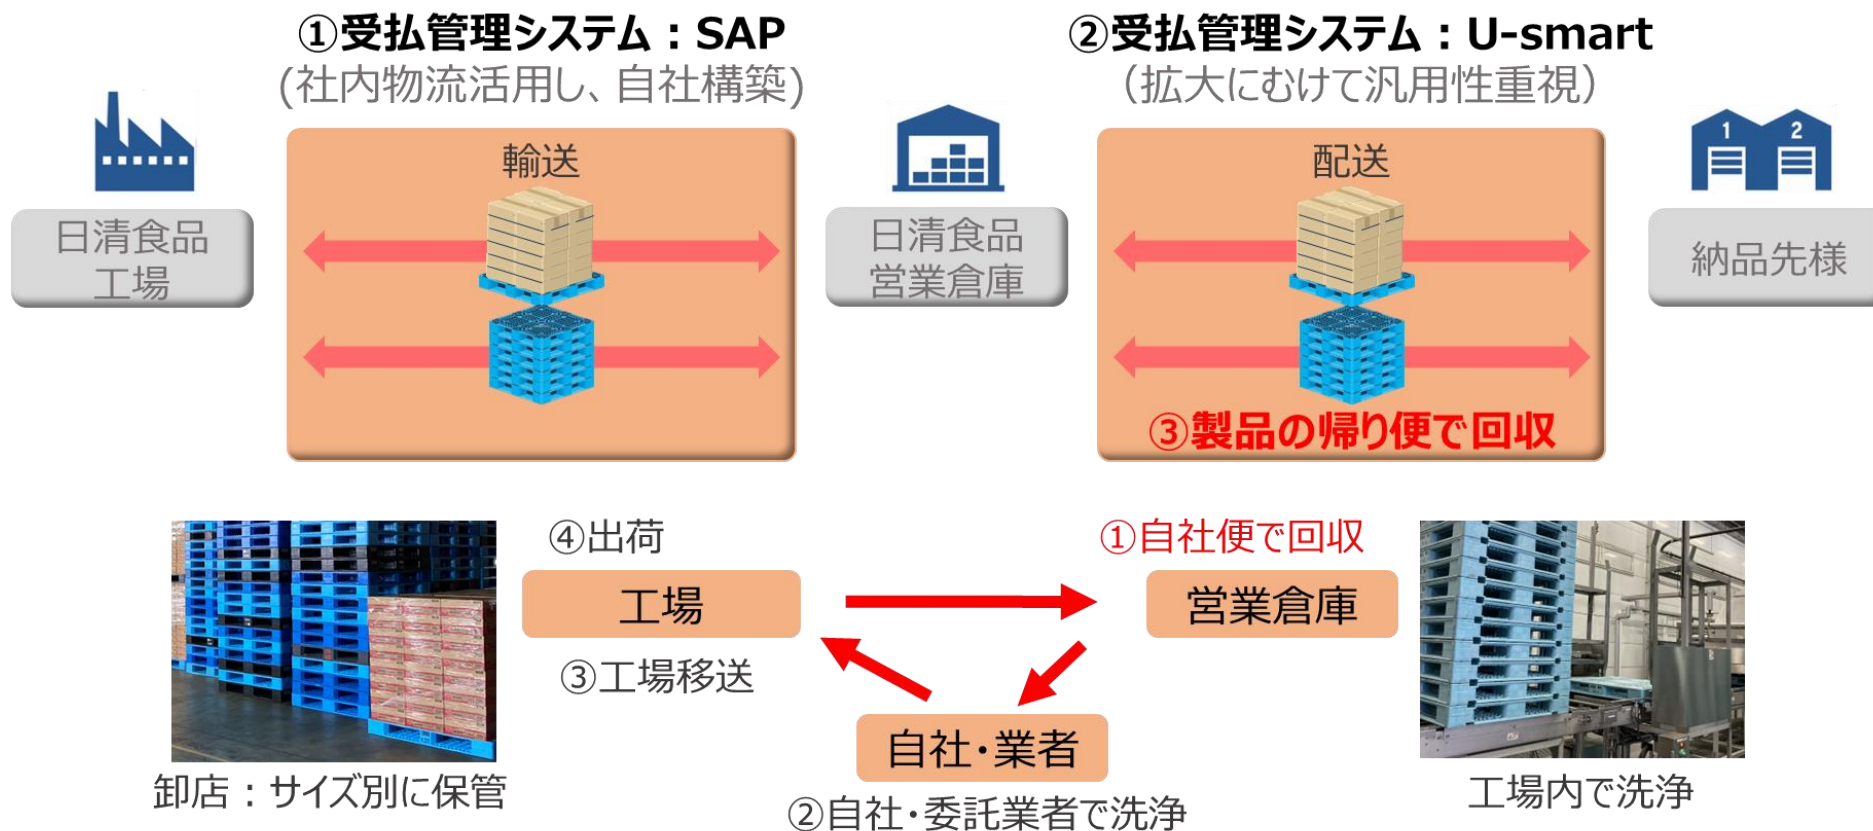 ①受払管理システム：SAP
(社内物流活用し、自社構築)
②受払管理システム：U-smart
（拡大にむけて汎用性重視）
輸送
配送
1 2
日清食品
工場
日清食品
営業倉庫
納品先様
③製品の帰り便で回収
④出荷
①自社便で回収
工場
営業倉庫
③工場移送
自社・業者
卸店：サイズ別に保管
②自社・委託業者で洗浄
工場内で洗浄